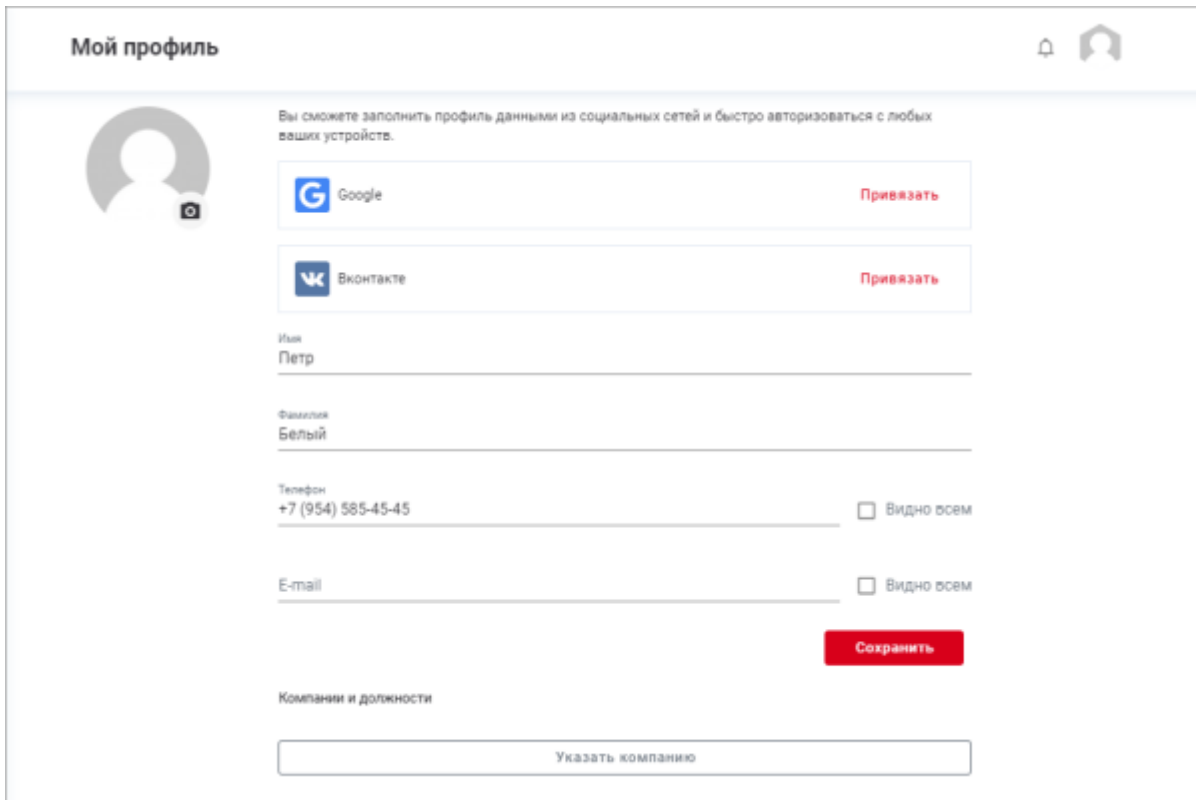 Мой профиль
Вы сможете заполнить профиль данными из социальных сетей и быстро авторизоваться с любых
ваших устройств.
Google Привязать
Вконтакте Привязать
Имя
Петр
Фамилия
Белый
Телефон
+7 (954) 585-45-45 Видно всем
E-mail Видно всем
Сохранить
Компании и должности
Указать компанию